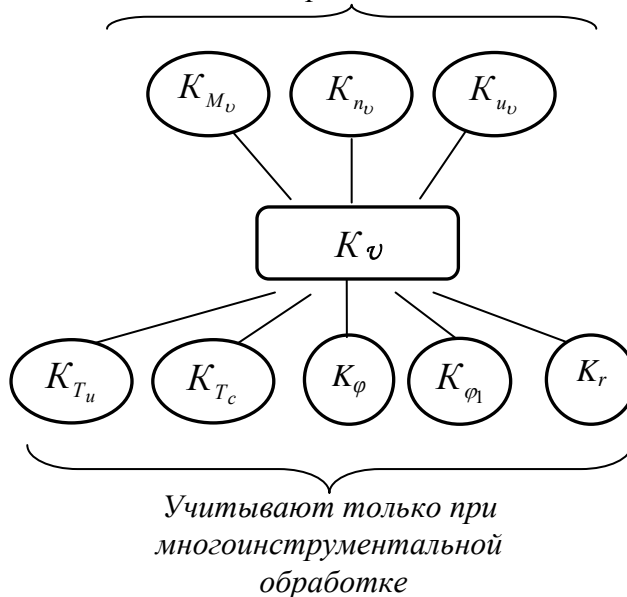 K_{M_υ} K_{n_υ} K_{u_υ}
K_υ
K_{T_u} K_{T_c} K_φ K_{φ_1} K_r
Учитывают только при
многоинструментальной
обработке